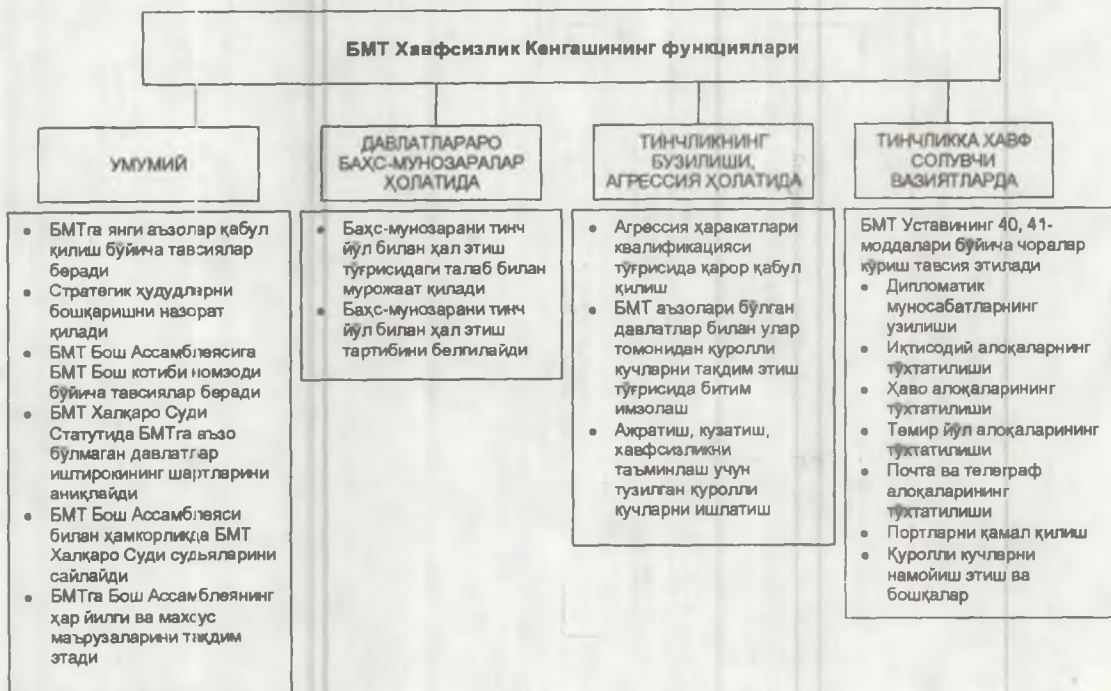 БМТ Хавфсизлик Кенгашининг функциялари
УМУМИЙ
• БМТга янги аъзолар қабул
қилиш бўйича тавсиялар
беради
• Стратегик ҳудудларни
бошқаришни назорат
қилади
• БМТ Бош Ассамблеясига
БМТ Бош котиби номзоди
бўйича тавсиялар беради
• БМТ Халқаро Суди
Статутида БМТга аъзо
бўлмаган давлатлар
иштирокининг шартларини
аниқлайди
• БМТ Бош Ассамблеяси
билан ҳамкорликда БМТ
Халқаро Суди судьяларини
сайлайди
• БМТга Бош Ассамблеянинг
ҳар йилги ва махсус
маърузаларини тақдим
этади
ДАВЛАТЛАРАРО
БАҲС-МУНОЗАРАЛАР
ҲОЛАТИДА
• Баҳс-мунозарани тинч
йўл билан ҳал этиш
тўғрисидаги талаб билан
мурожаат қилади
• Баҳс-мунозарани тинч
йўл билан ҳал этиш
тартибини белгилайди
ТИНЧЛИКНИНГ
БУЗИЛИШИ,
АГРЕССИЯ ҲОЛАТИДА
• Агрессия ҳаракатлари
квалификацияси
тўғрисида қарор қабул
қилиш
• БМТ аъзолари бўлган
давлатлар билан улар
томонидан қуролли
кучларни тақдим этиш
тўғрисида битим
имзолаш
• Ажратиш, кузатиш,
хавфсизликни
таъминлаш учун
тузилган қуролли
кучларни ишлатиш
ТИНЧЛИККА ХАВФ
СОЛУВЧИ
ВАЗИЯТЛАРДА
БМТ Уставининг 40, 41-
моддалари бўйича чоралар
кўриш тавсия этилади
• Дипломатик
муносабатларнинг
узилиши
• Иқтисодий алоқаларнинг
тўхтатилиши
• Ҳаво алоқаларининг
тўхтатилиши
• Темир йўл алоқаларининг
тўхтатилиши
• Почта ва телеграф
алоқаларининг
тўхтатилиши
• Портларни қамал қилиш
• Қуролли кучларни
намойиш этиш ва
бошқалар